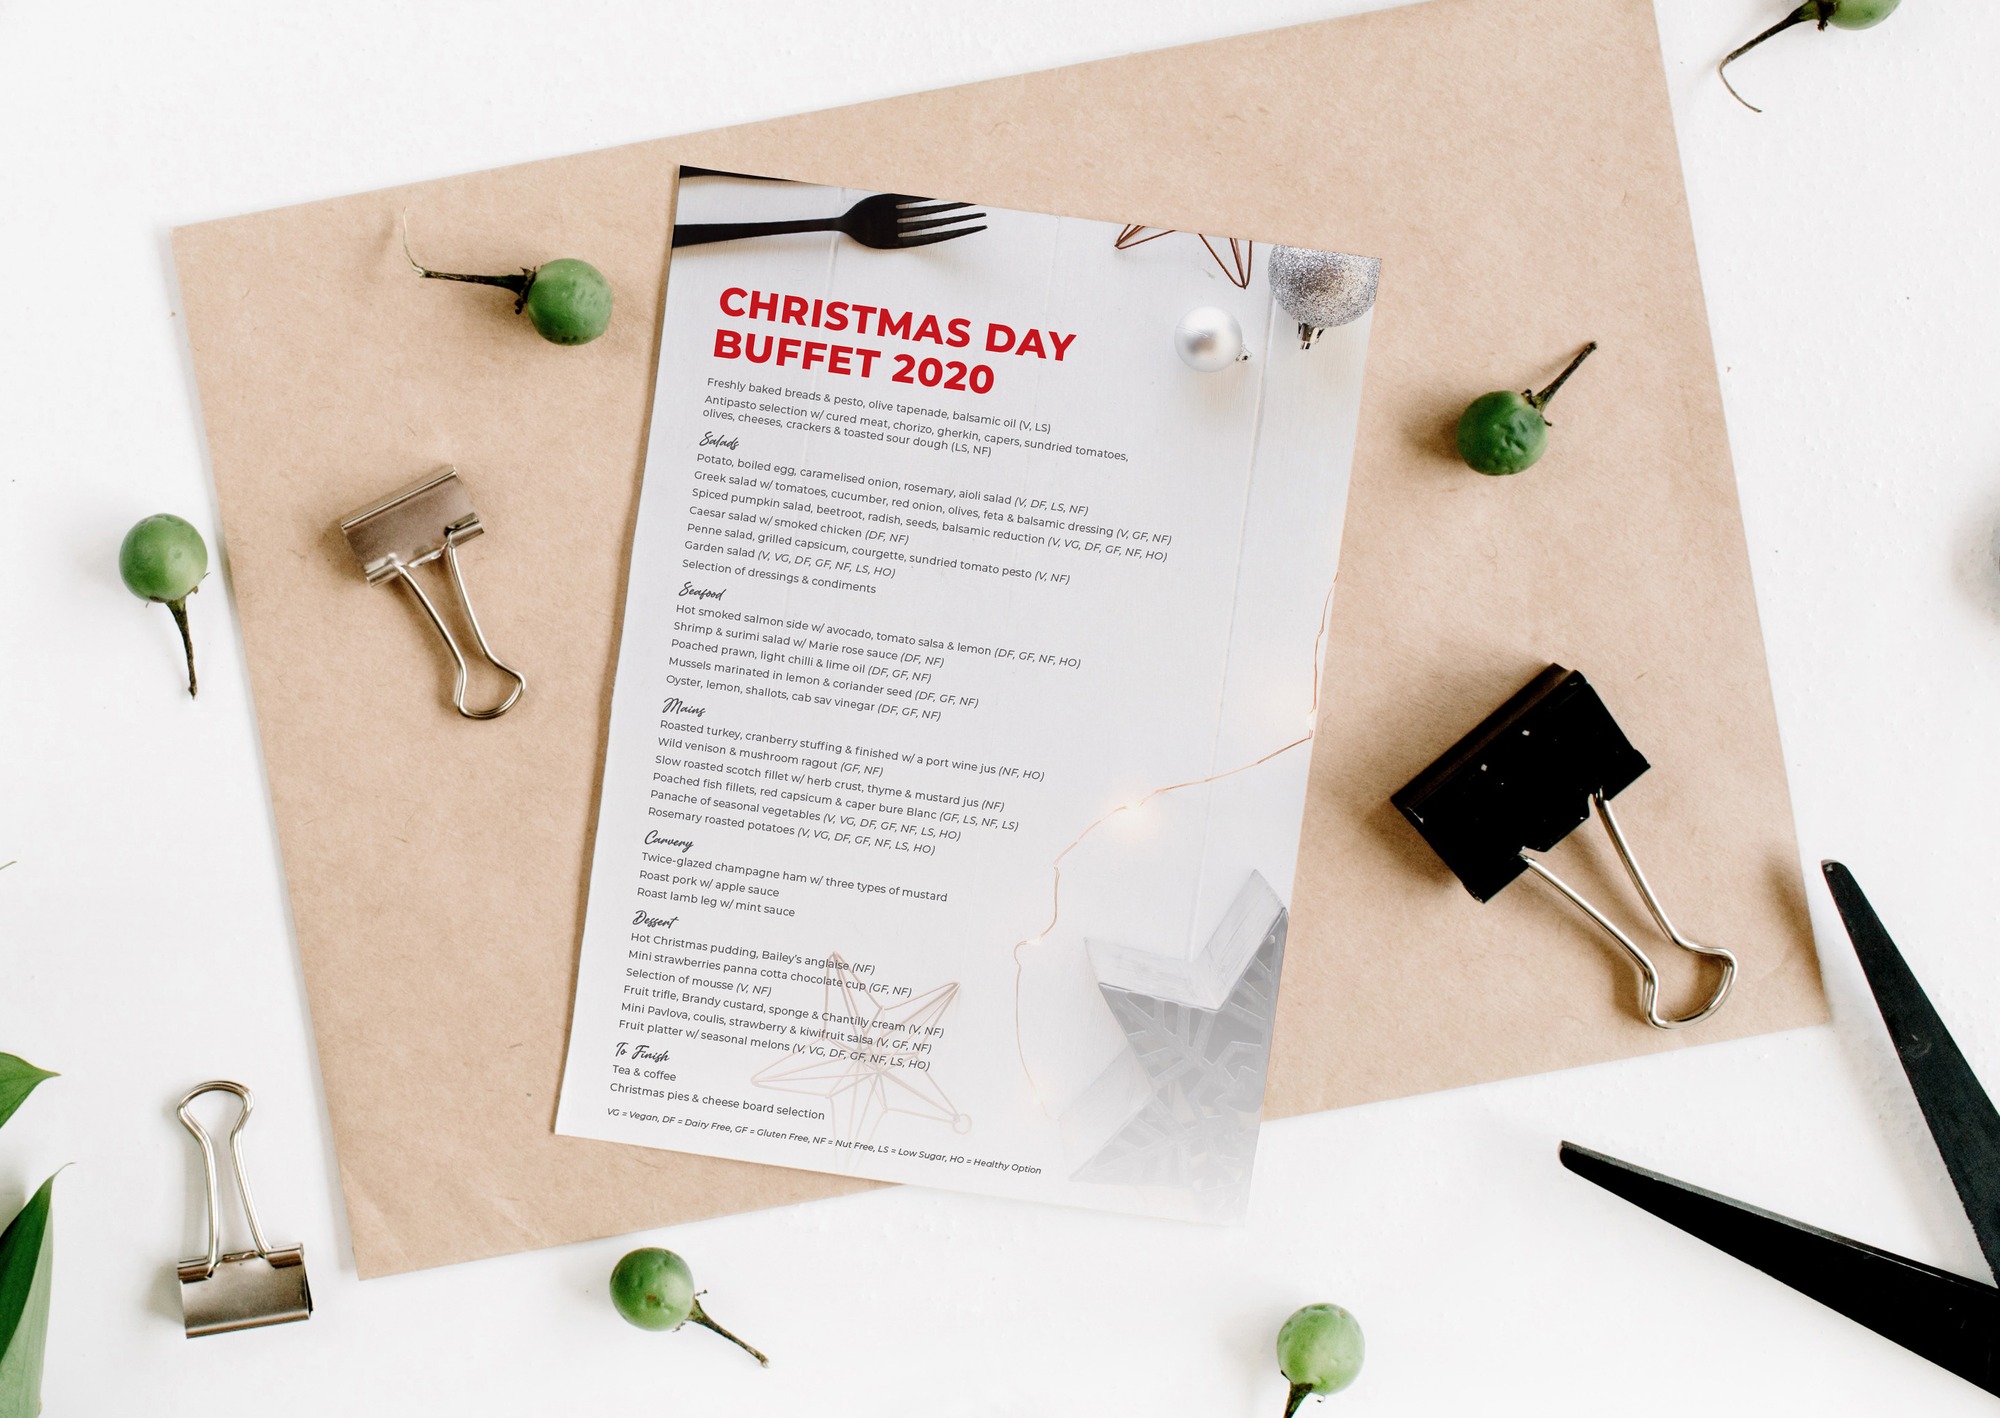 CHRISTMAS DAY
BUFFET 2020
Freshly baked breads & pesto, olive tapenade, balsamic oil (V, LS)
Antipasto selection w/ cured meat, chorizo, gherkin, capers, sundried tomatoes,
olives, cheeses, crackers & toasted sour dough (LS, NF)
Salads
Potato, boiled egg, caramelised onion, rosemary, aioli salad (V, DF, LS, NF)
Greek salad w/ tomatoes, cucumber, red onion, olives, feta & balsamic dressing (V, GF, NF)
Spiced pumpkin salad, beetroot, radish, seeds, balsamic reduction (V, VG, DF, GF, NF, HO)
Caesar salad w/ smoked chicken (DF, NF)
Penne salad, grilled capsicum, courgette, sundried tomato pesto (V, NF)
Garden salad (V, VG, DF, GF, NF, LS, HO)
Selection of dressings & condiments
Seafood
Hot smoked salmon side w/ avocado, tomato salsa & lemon (DF, GF, NF, HO)
Shrimp & surimi salad w/ Marie rose sauce (DF, NF)
Poached prawn, light chilli & lime oil (DF, GF, NF)
Mussels marinated in lemon & coriander seed (DF, GF, NF)
Oyster, lemon, shallots, cab sav vinegar (DF, GF, NF)
Mains
Roasted turkey, cranberry stuffing & finished w/ a port wine jus (NF, HO)
Wild venison & mushroom ragout (GF, NF)
Slow roasted scotch fillet w/ herb crust, thyme & mustard jus (NF)
Poached fish fillets, red capsicum & caper bure Blanc (GF, LS, NF, LS)
Panache of seasonal vegetables (V, VG, DF, GF, NF, LS, HO)
Rosemary roasted potatoes (V, VG, DF, GF, NF, LS, HO)
Carvery
Twice-glazed champagne ham w/ three types of mustard
Roast pork w/ apple sauce
Roast lamb leg w/ mint sauce
Dessert
Hot Christmas pudding, Bailey's anglaise (NF)
Mini strawberries panna cotta chocolate cup (GF, NF)
Selection of mousse (V, NF)
Fruit trifle, Brandy custard, sponge & Chantilly cream (V, NF)
Mini Pavlova, coulis, strawberry & kiwifruit salsa (V, GF, NF)
Fruit platter w/ seasonal melons (V, VG, DF, GF, NF, LS, HO)
To Finish
Tea & coffee
Christmas pies & cheese board selection
VG = Vegan, DF = Dairy Free, GF = Gluten Free, NF = Nut Free, LS = Low Sugar, HO = Healthy Option